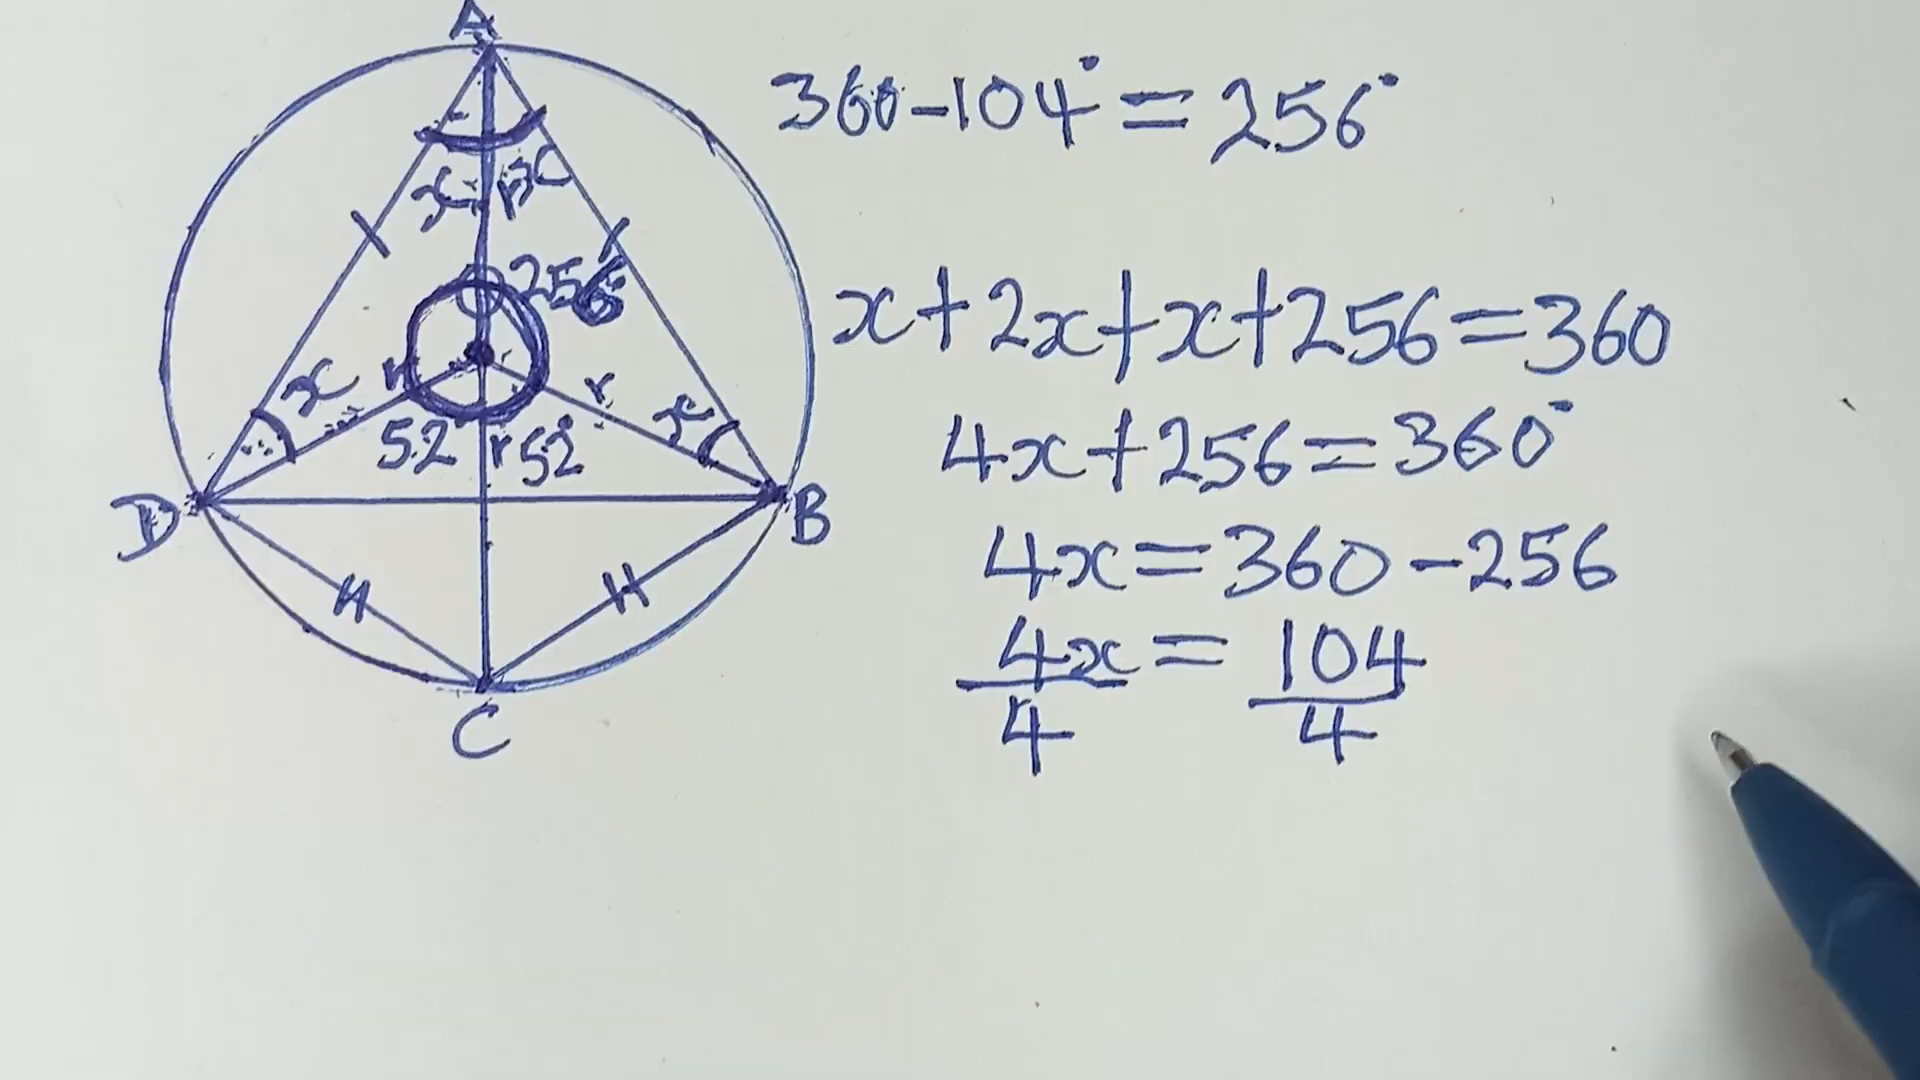 A
360-104°=256°
x x
256°
x+2x+x+256=360
x r r x
52 r 52°
4x+256=360°
D B
4x=360-256
4x = 104
4 4
C